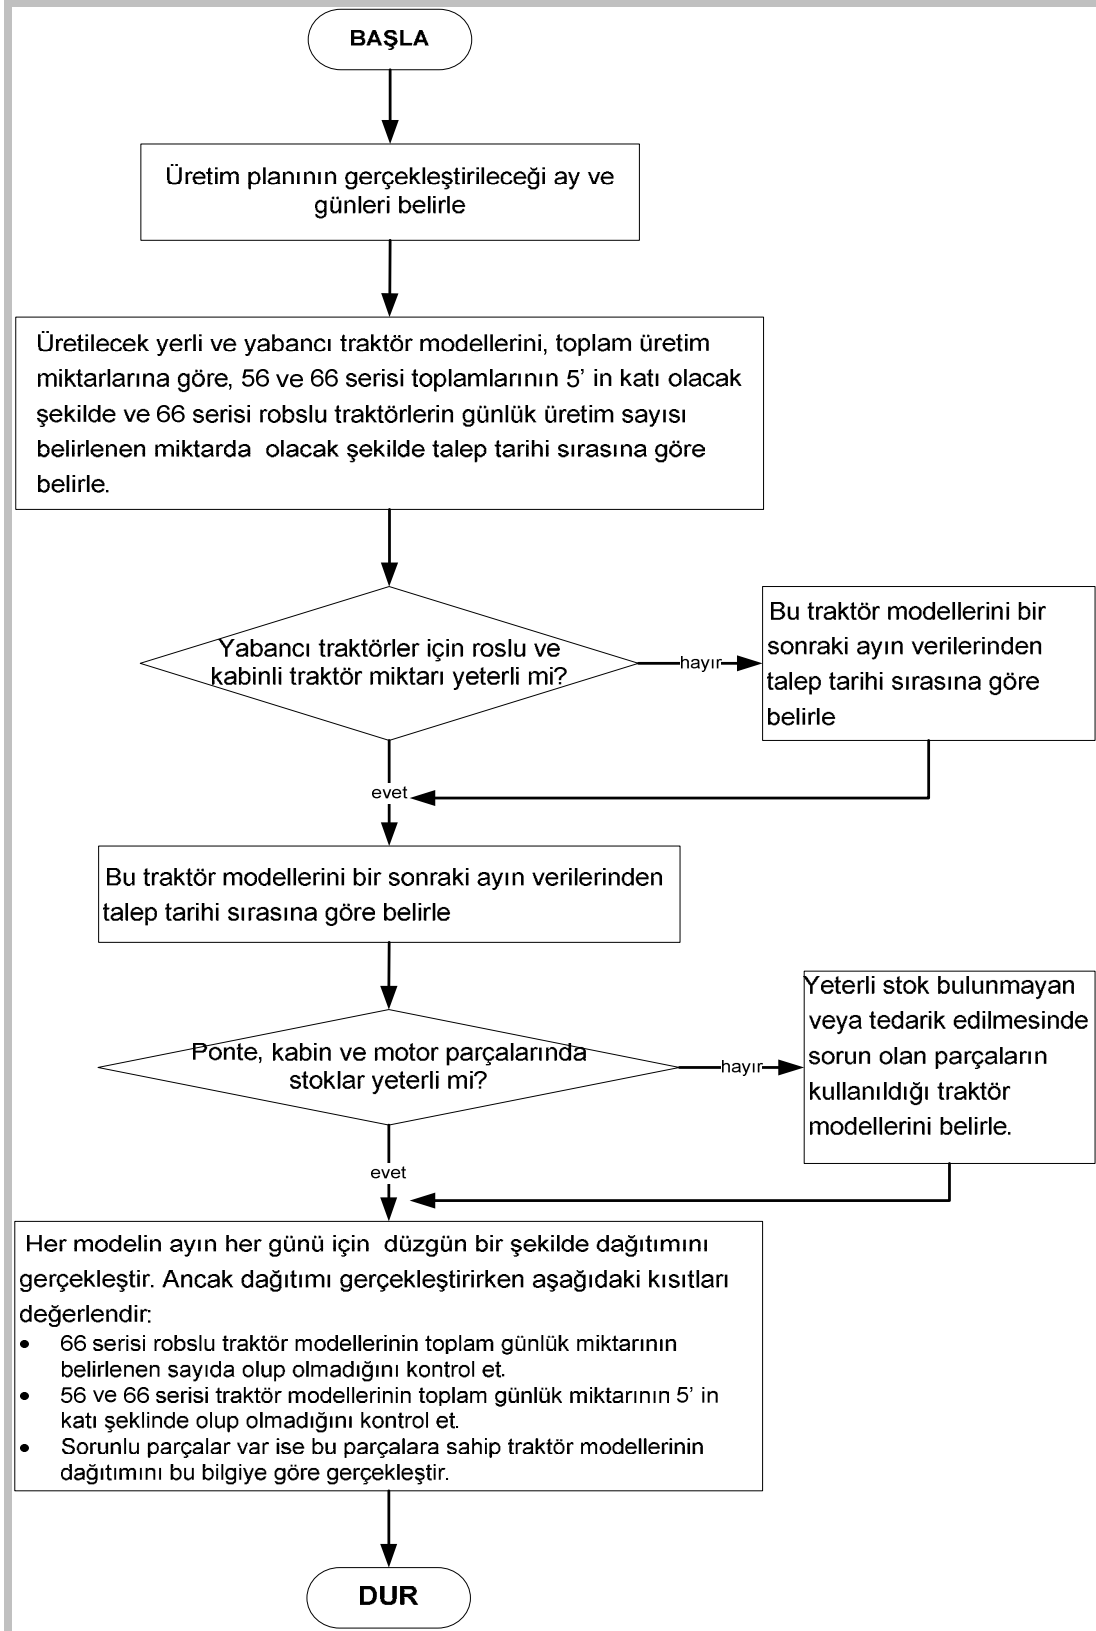 BAŞLA
Üretim planının gerçekleştirileceği ay ve
günleri belirle
Üretilecek yerli ve yabancı traktör modellerini, toplam üretim
miktarlarına göre, 56 ve 66 serisi toplamlarının 5' in katı olacak
şekilde ve 66 serisi robslu traktörlerin günlük üretim sayısı
belirlenen miktarda olacak şekilde talep tarihi sırasına göre
belirle.
Yabancı traktörler için roslu ve
kabinli traktör miktarı yeterli mi?
hayır
Bu traktör modellerini bir
sonraki ayın verilerinden
talep tarihi sırasına göre
belirle
evet
Bu traktör modellerini bir sonraki ayın verilerinden
talep tarihi sırasına göre belirle
Ponte, kabin ve motor parçalarında
stoklar yeterli mi?
hayır
Yeterli stok bulunmayan
veya tedarik edilmesinde
sorun olan parçaların
kullanıldığı traktör
modellerini belirle.
evet
Her modelin ayın her günü için düzgün bir şekilde dağıtımını
gerçekleştir. Ancak dağıtımı gerçekleştirirken aşağıdaki kısıtları
değerlendir:
• 66 serisi robslu traktör modellerinin toplam günlük miktarının
belirlenen sayıda olup olmadığını kontrol et.
• 56 ve 66 serisi traktör modellerinin toplam günlük miktarının 5' in
katı şeklinde olup olmadığını kontrol et.
• Sorunlu parçalar var ise bu parçalara sahip traktör modellerinin
dağıtımını bu bilgiye göre gerçekleştir.
DUR